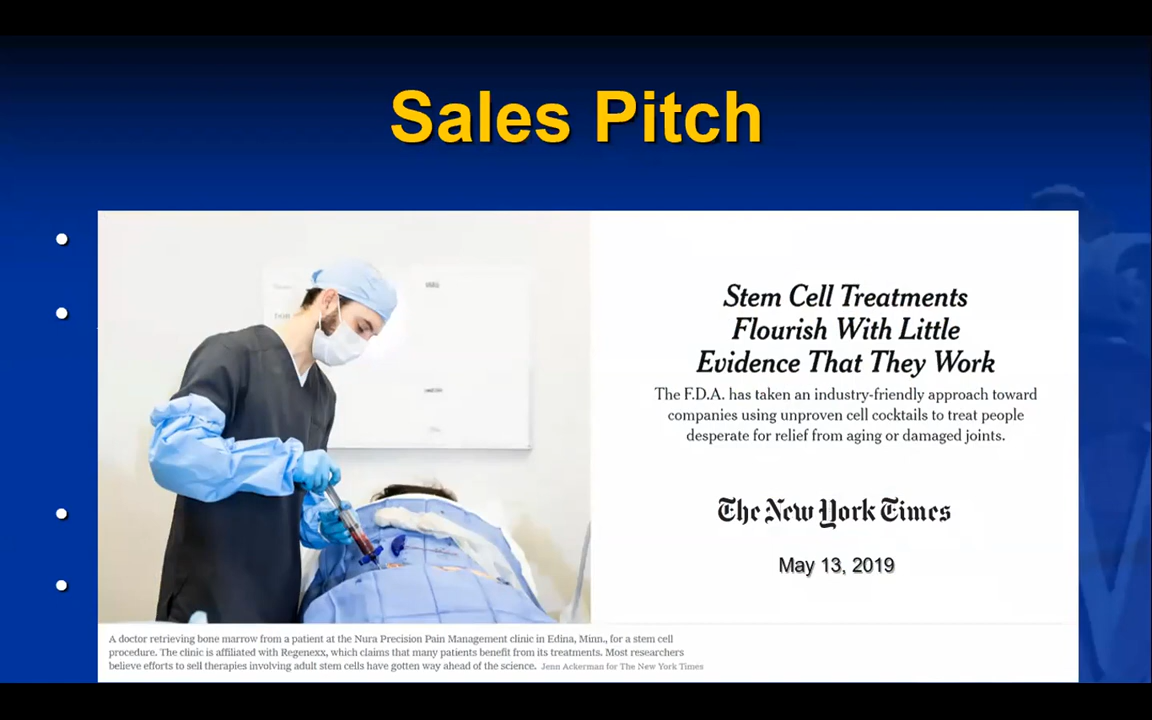 Sales Pitch
Stem Cell Treatments
Flourish With Little
Evidence That They Work
The F.D.A. has taken an industry-friendly approach toward
companies using unproven cell cocktails to treat people
desperate for relief from aging or damaged joints.
The New York Times
May 13, 2019
A doctor retrieving bone marrow from a patient at the Nura Precision Pain Management clinic in Edina, Minn., for a stem cell
procedure. The clinic is affiliated with Regenexx, which claims that many patients benefit from its treatments. Most researchers
believe efforts to sell therapies involving adult stem cells have gotten way ahead of the science. Jenn Ackerman for The New York Times